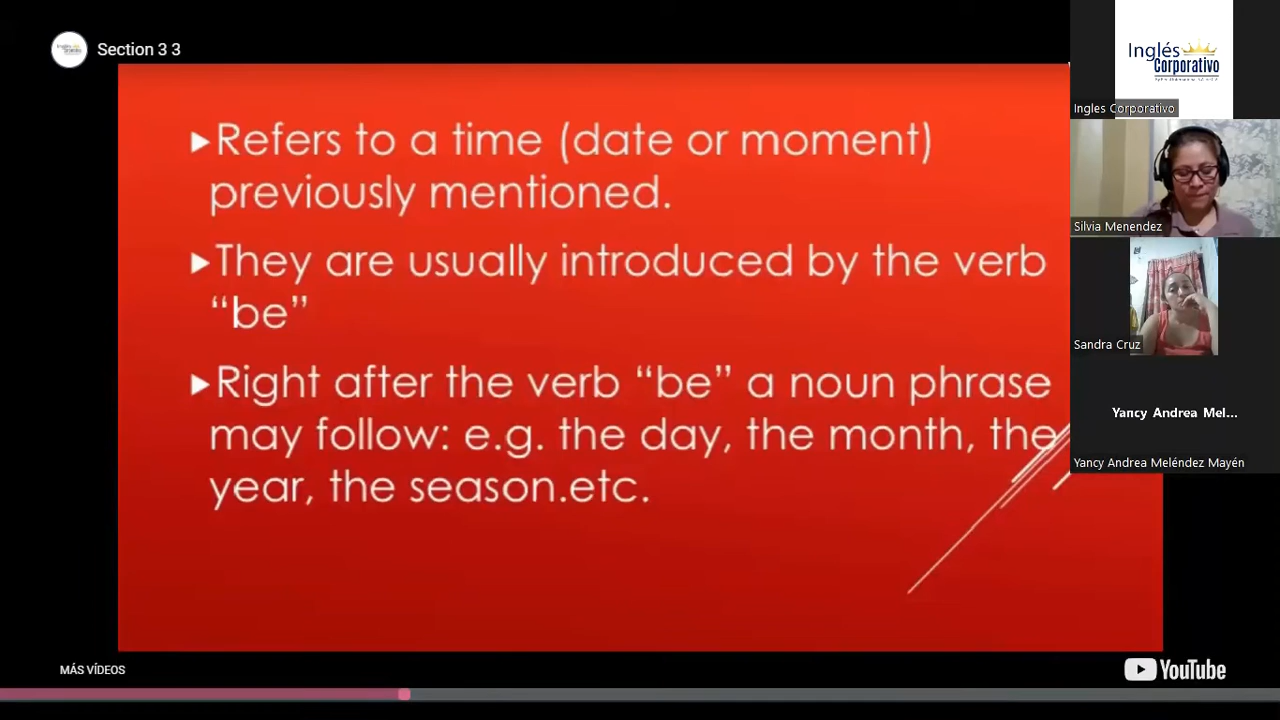 Section 3 3
▶Refers to a time (date or moment)
previously mentioned.
▶They are usually introduced by the verb
“be”
▶Right after the verb “be” a noun phrase
may follow: e.g. the day, the month, the
year, the season.etc.
MÁS VÍDEOS
YouTube
Inglés
Corporativo
Ingles Corporativo
Silvia Menendez
Sandra Cruz
Yancy Andrea Mel...
Yancy Andrea Meléndez Mayén